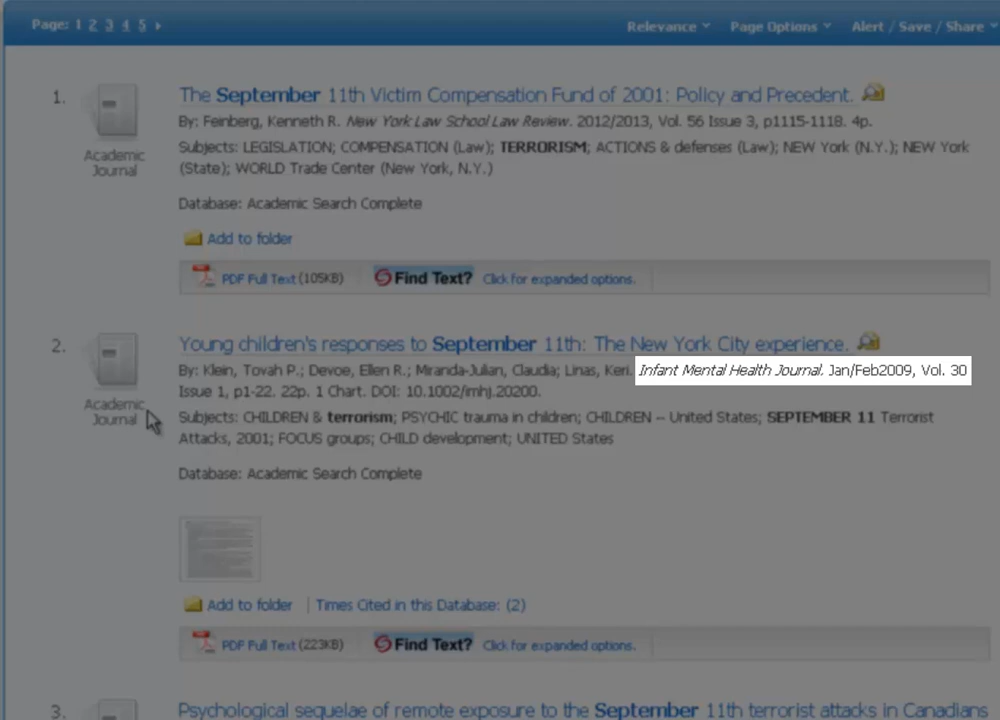 Page: 1 2 3 4 5
Relevance Page Options Alert / Save / Share
1. The September 11th Victim Compensation Fund of 2001: Policy and Precedent.
By: Feinberg, Kenneth R. New York Law School Law Review. 2012/2013, Vol. 56 Issue 3, p1115-1118. 4p.
Academic Journal
Subjects: LEGISLATION; COMPENSATION (Law); TERRORISM; ACTIONS & defenses (Law); NEW York (N.Y.); NEW York
(State); WORLD Trade Center (New York, N.Y.)
Database: Academic Search Complete
Add to folder
PDF Full Text (105KB) Find Text? Click for expanded options.
2. Young children's responses to September 11th: The New York City experience.
By: Klein, Tovah P.; Devoe, Ellen R.; Miranda-Julian, Claudia; Linas, Keri. Infant Mental Health Journal. Jan/Feb2009, Vol. 30
Issue 1, p1-22. 22p. 1 Chart. DOI: 10.1002/imhj.20200.
Academic Journal
Subjects: CHILDREN & terrorism; PSYCHIC trauma in children; CHILDREN -- United States; SEPTEMBER 11 Terrorist
Attacks, 2001; FOCUS groups; CHILD development; UNITED States
Database: Academic Search Complete
Add to folder Times Cited in this Database: (2)
PDF Full Text (223KB) Find Text? Click for expanded options.
3. Psychological sequelae of remote exposure to the September 11th terrorist attacks in Canadians